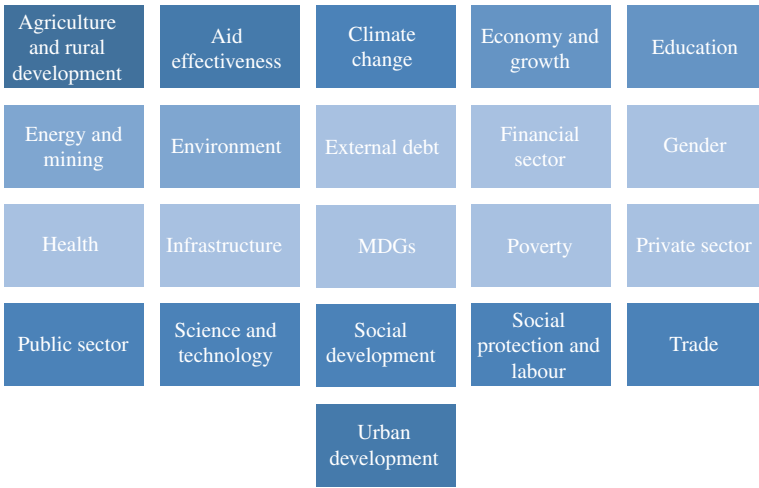 Agriculture
and rural
development
Aid
effectiveness
Climate
change
Economy and
growth
Education
Energy and
mining
Environment
External debt
Financial
sector
Gender
Health
Infrastructure
MDGs
Poverty
Private sector
Public sector
Science and
technology
Social
development
Social
protection and
labour
Trade
Urban
development